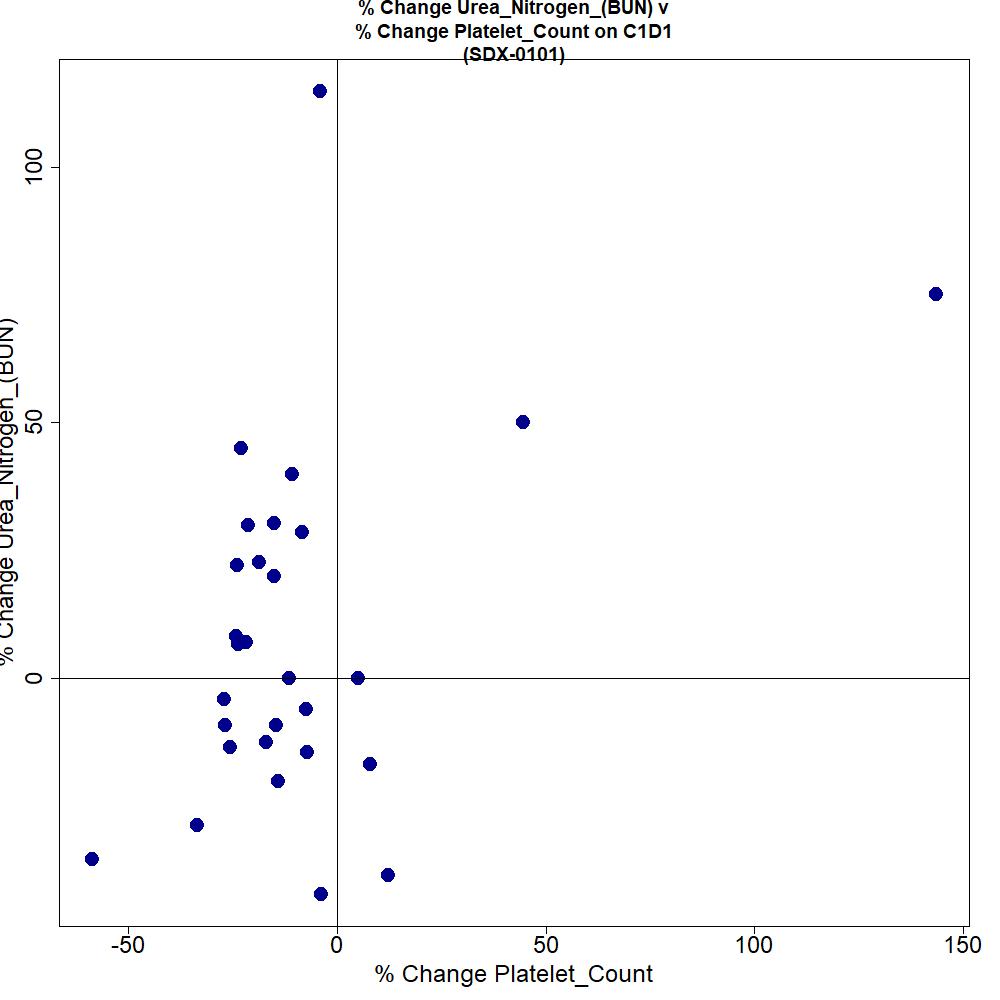 % Change Urea_Nitrogen_(BUN) v
% Change Platelet_Count on C1D1
(SDX-0101)
% Change Urea_Nitrogen_(BUN)
100
50
0
-50
0
50
100
150
% Change Platelet_Count